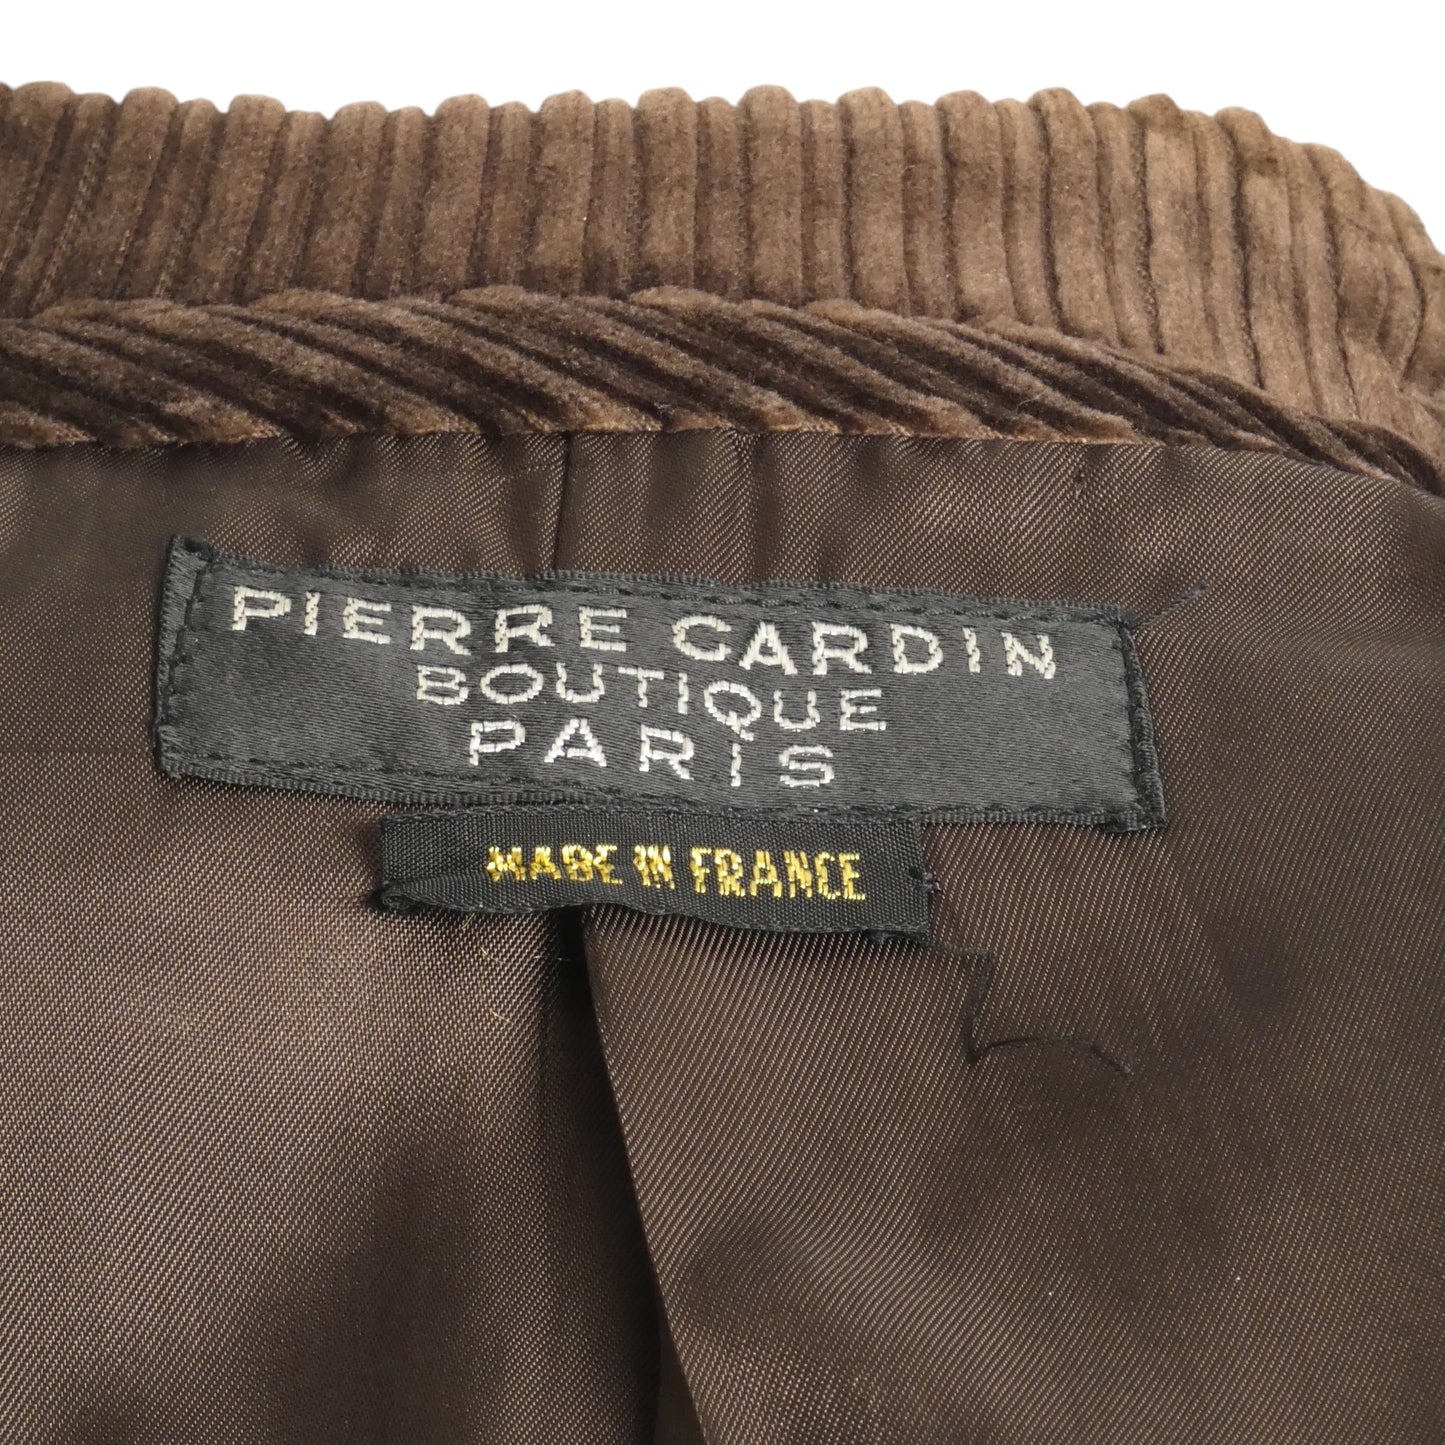 PIERRE CARDIN
BOUTIQUE
PARIS
MADE IN FRANCE